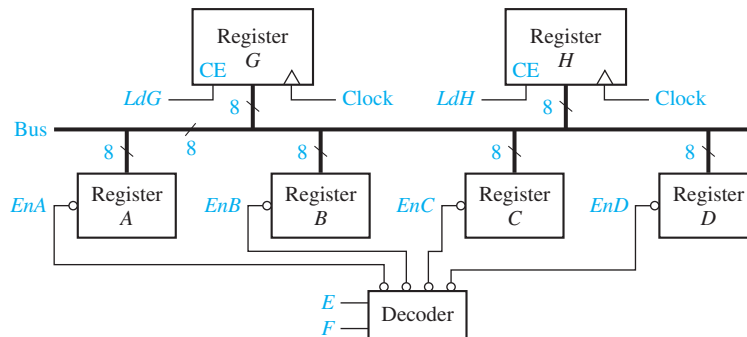 Register
G
CE
LdG
8
Clock
Register
H
CE
LdH
8
Clock
Bus
8
8
8
8
8
EnA
Register
A
EnB
Register
B
EnC
Register
C
EnD
Register
D
E
F
Decoder